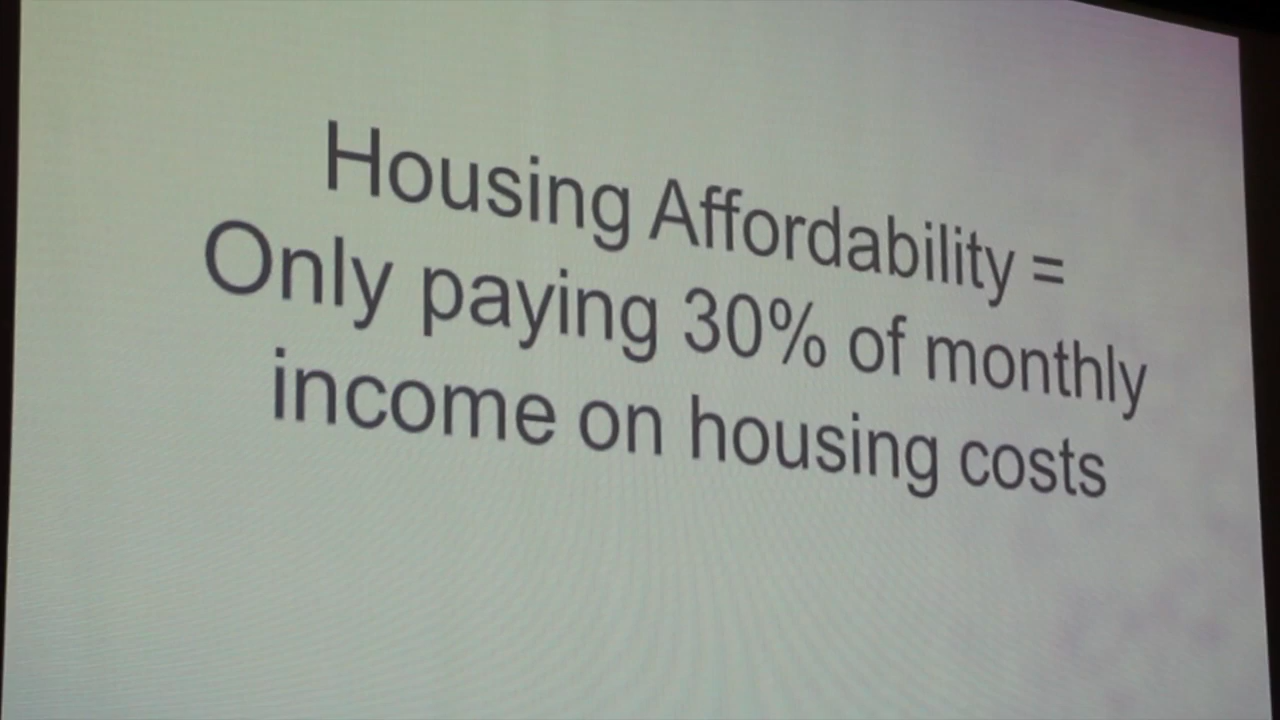 Housing Affordability =
Only paying 30% of monthly
income on housing costs